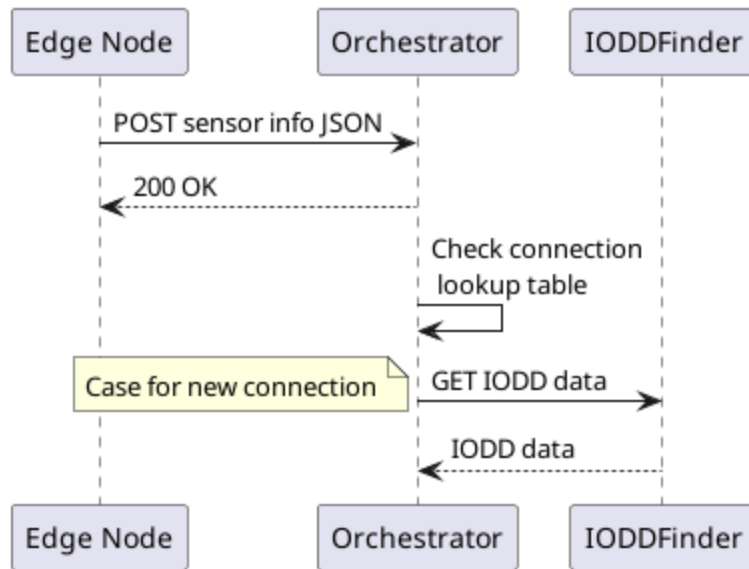 Edge Node
Orchestrator
IODDFinder
POST sensor info JSON
200 OK
Check connection
lookup table
Case for new connection
GET IODD data
IODD data
Edge Node
Orchestrator
IODDFinder